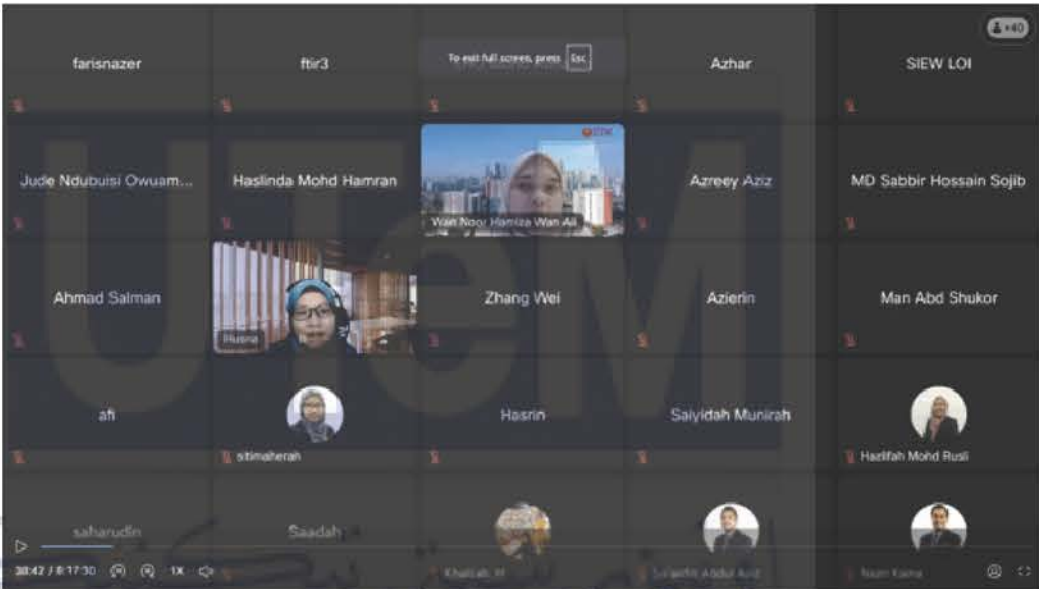 +40
farisnazer
ftir3
To exit full screen, press Esc
Azhar
SIEW LOI
Jude Ndubuisi Owuam...
Haslinda Mohd Hamran
Wan Noor Hamiza Wan Ali
Azreey Aziz
MD Sabbir Hossain Sojib
Ahmad Salman
Husna
Zhang Wei
Azierin
Man Abd Shukor
afi
sitimaherah
Hasrin
Saiyidah Munirah
Hazlifah Mohd Rusli
saharudin
Saadah
Abdul Aziz
38:42 / 8:17:30
1X
UTeM